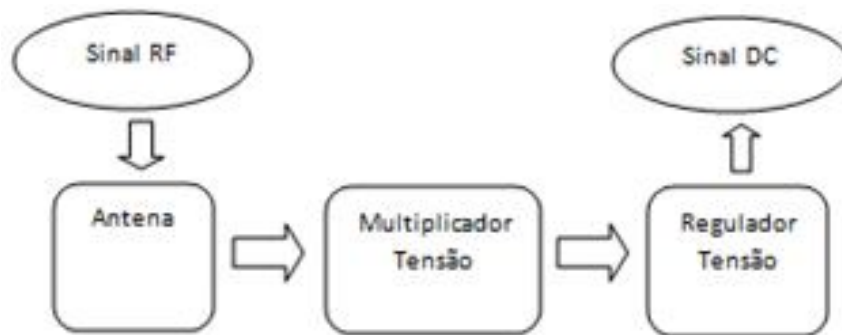 Sinal RF
Sinal DC
Antena
Multiplicador
Tensão
Regulador
Tensão